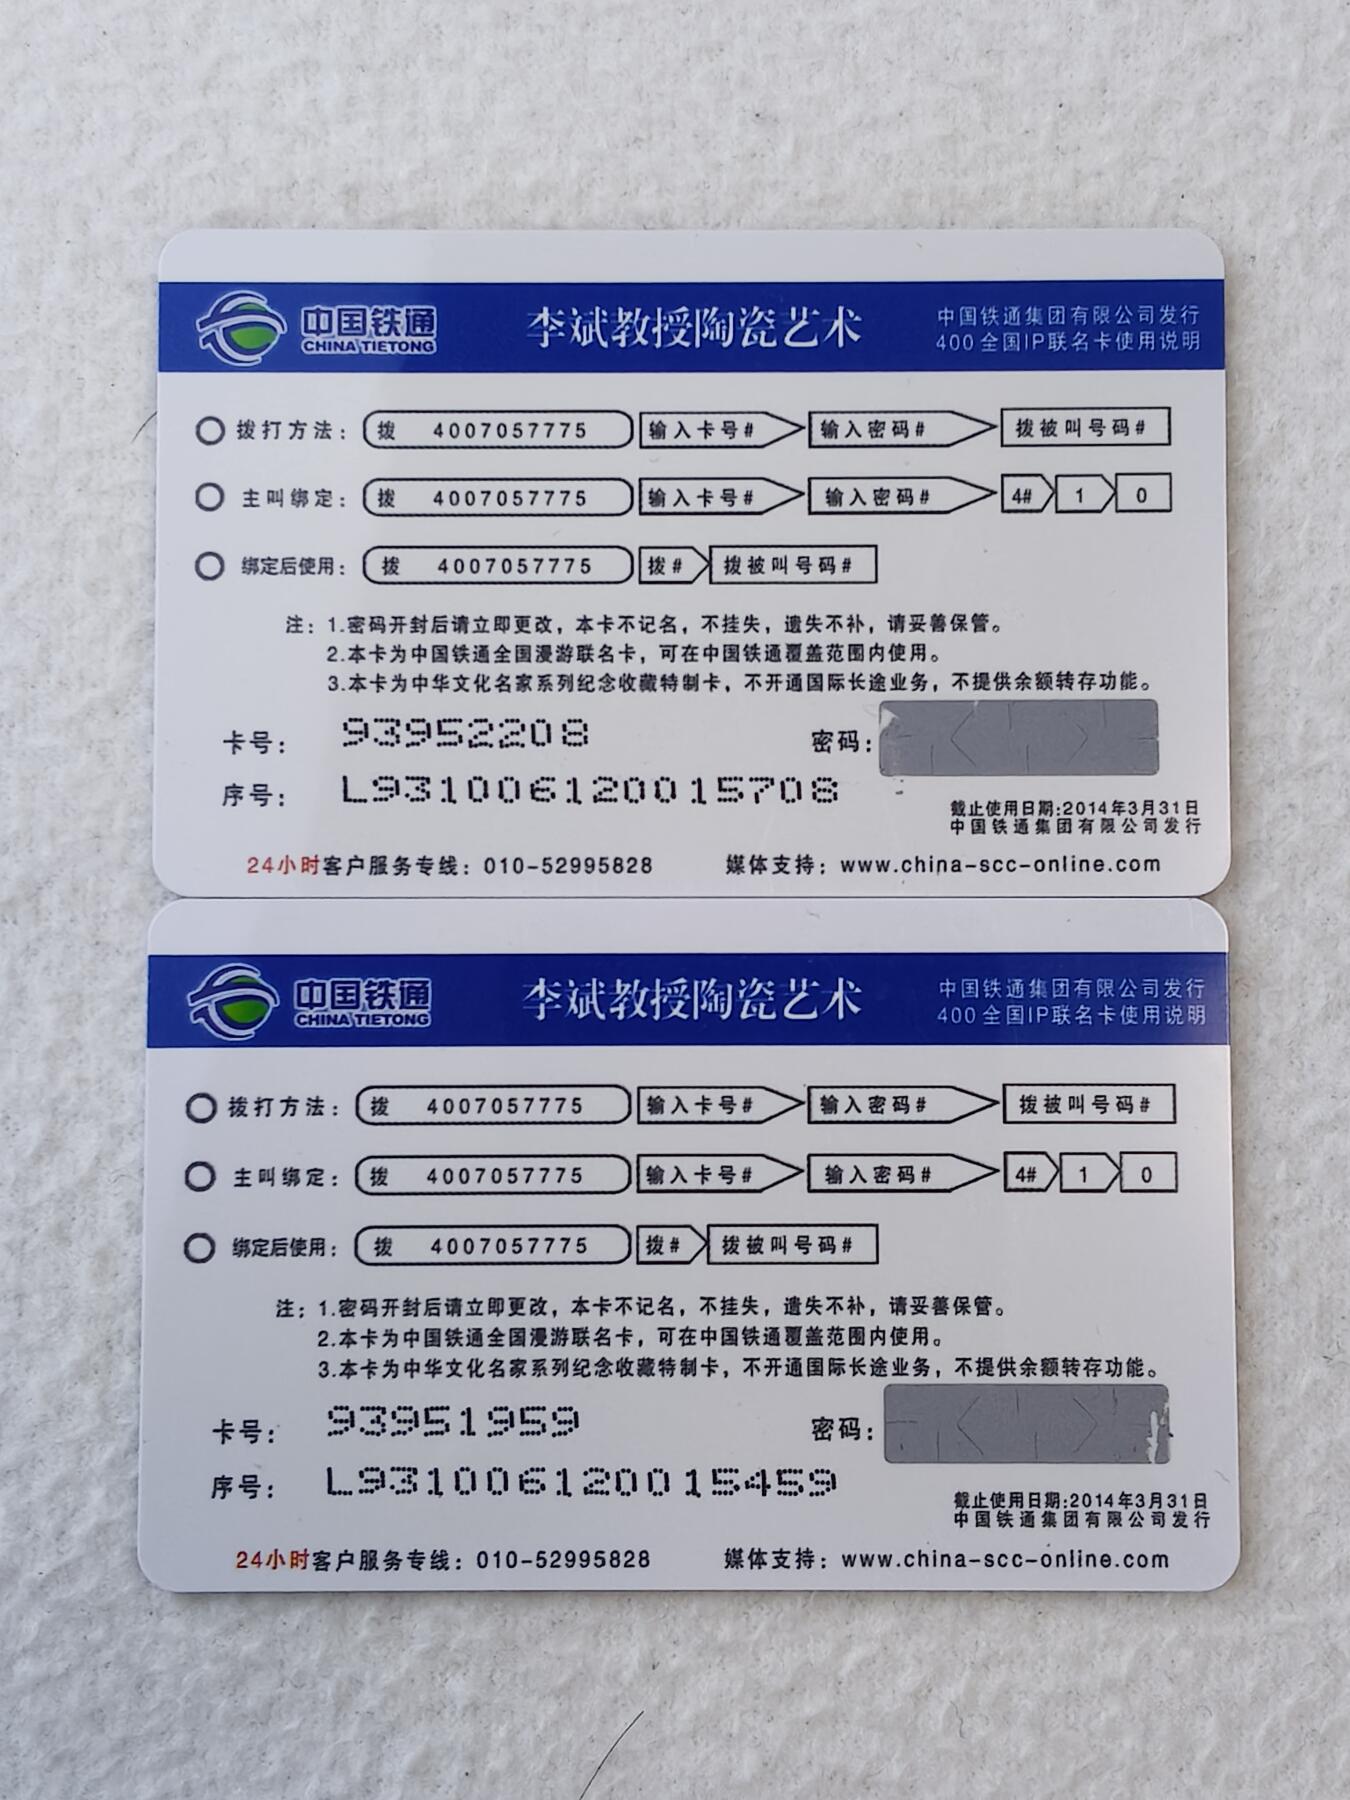 中国铁通
CHINA TIETONG
李斌教授陶瓷艺术
中国铁通集团有限公司发行
400全国IP联名卡使用说明
拨打方法: 拨 4007057775 输入卡号# 输入密码# 拨被叫号码#
主叫绑定: 拨 4007057775 输入卡号# 输入密码# 4# 1 0
绑定后使用: 拨 4007057775 拨# 拨被叫号码#
注: 1.密码开封后请立即更改，本卡不记名，不挂失，遗失不补，请妥善保管。
2.本卡为中国铁通全国漫游联名卡，可在中国铁通覆盖范围内使用。
3.本卡为中华文化名家系列纪念收藏特制卡，不开通国际长途业务，不提供余额转存功能。
卡号: 93952208 密码:
序号: L931006120015708
截止使用日期:2014年3月31日
中国铁通集团有限公司发行
24小时客户服务专线: 010-52995828 媒体支持: www.china-scc-online.com
中国铁通
CHINA TIETONG
李斌教授陶瓷艺术
中国铁通集团有限公司发行
400全国IP联名卡使用说明
拨打方法: 拨 4007057775 输入卡号# 输入密码# 拨被叫号码#
主叫绑定: 拨 4007057775 输入卡号# 输入密码# 4# 1 0
绑定后使用: 拨 4007057775 拨# 拨被叫号码#
注: 1.密码开封后请立即更改，本卡不记名，不挂失，遗失不补，请妥善保管。
2.本卡为中国铁通全国漫游联名卡，可在中国铁通覆盖范围内使用。
3.本卡为中华文化名家系列纪念收藏特制卡，不开通国际长途业务，不提供余额转存功能。
卡号: 93951959 密码:
序号: L931006120015459
截止使用日期:2014年3月31日
中国铁通集团有限公司发行
24小时客户服务专线: 010-52995828 媒体支持: www.china-scc-online.com